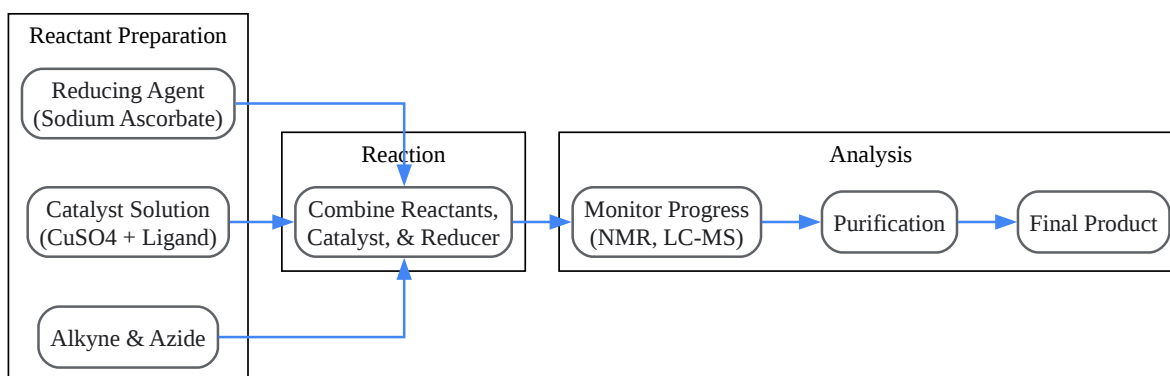 Reactant Preparation
Reducing Agent
(Sodium Ascorbate)
Catalyst Solution
(CuSO4 + Ligand)
Alkyne & Azide
Reaction
Combine Reactants,
Catalyst, & Reducer
Analysis
Monitor Progress
(NMR, LC-MS)
Purification
Final Product